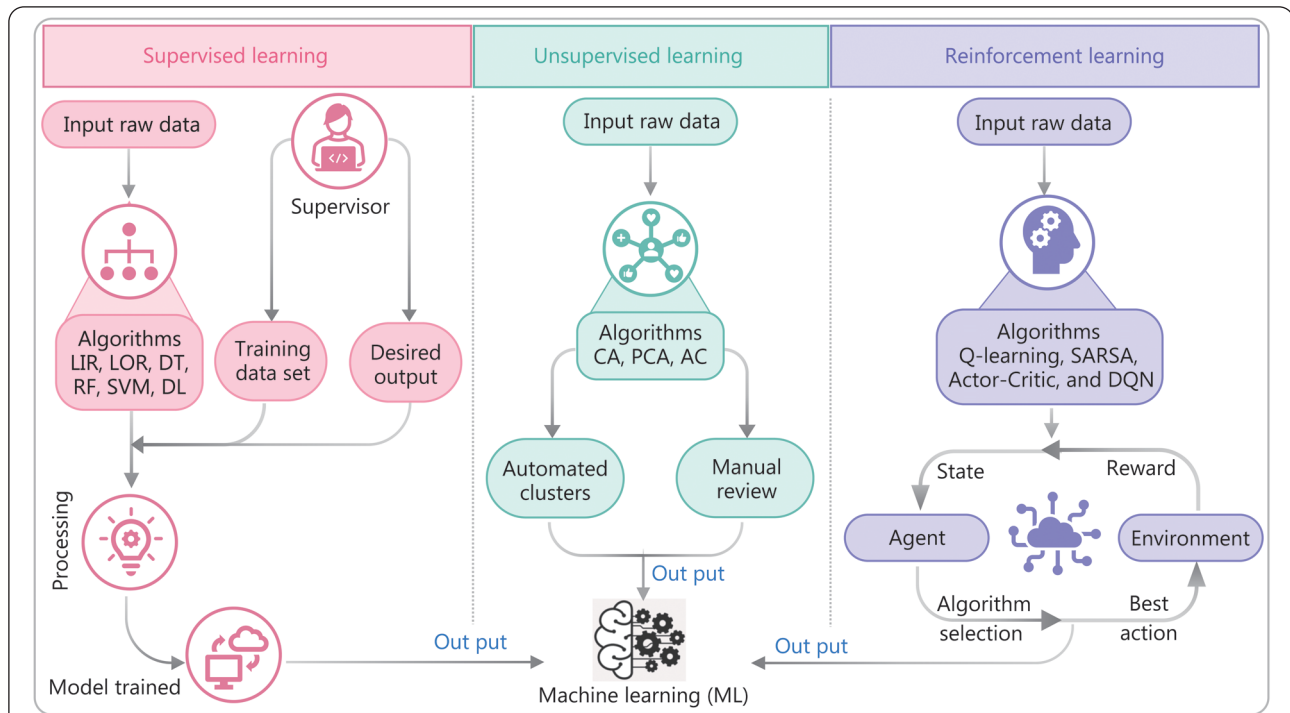 Supervised learning
Unsupervised learning
Reinforcement learning
Input raw data
Supervisor
Algorithms
LIR, LOR, DT,
RF, SVM, DL
Training
data set
Desired
output
Processing
Model trained
Out put
Input raw data
Algorithms
CA, PCA, AC
Automated
clusters
Manual
review
Out put
Machine learning (ML)
Input raw data
Algorithms
Q-learning, SARSA,
Actor-Critic, and DQN
State
Reward
Agent
Environment
Algorithm
selection
Best
action
Out put